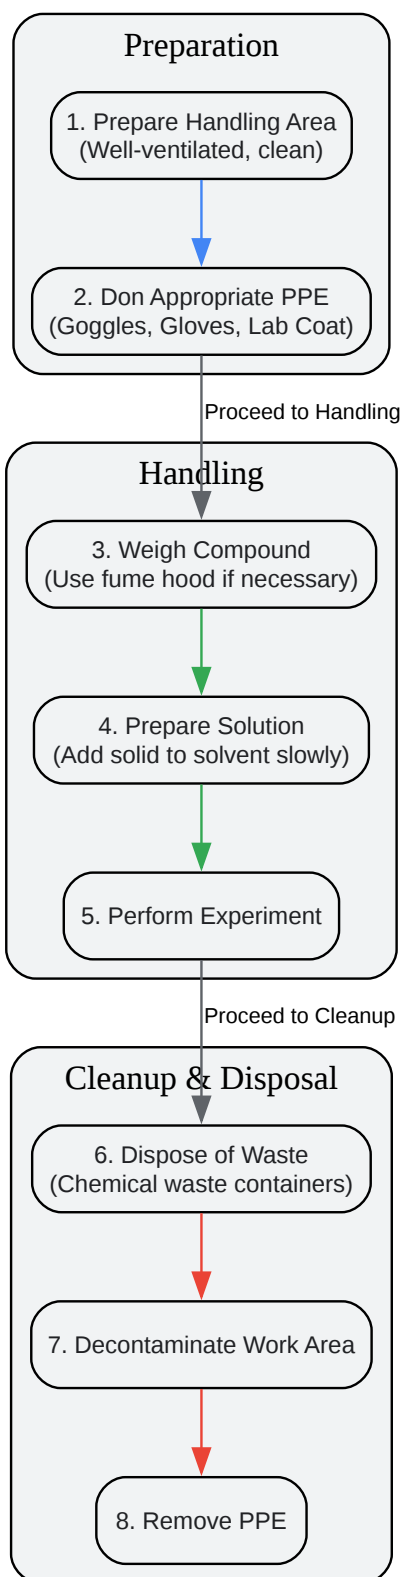 Preparation
1. Prepare Handling Area
(Well-ventilated, clean)
2. Don Appropriate PPE
(Goggles, Gloves, Lab Coat)
Proceed to Handling
Handling
3. Weigh Compound
(Use fume hood if necessary)
4. Prepare Solution
(Add solid to solvent slowly)
5. Perform Experiment
Proceed to Cleanup
Cleanup & Disposal
6. Dispose of Waste
(Chemical waste containers)
7. Decontaminate Work Area
8. Remove PPE